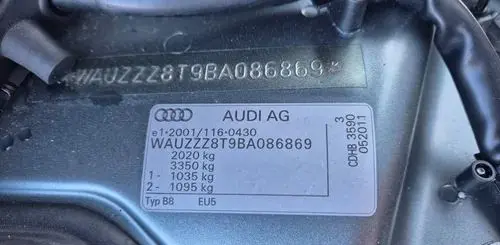 *WAUZZZ8T9BA086869*
AUDI AG
e1*2001/116*0430
WAUZZZ8T9BA086869
2020 kg
3350 kg
1- 1035 kg
2- 1095 kg
Typ B8 EU5
CDHB 3590 3
052011